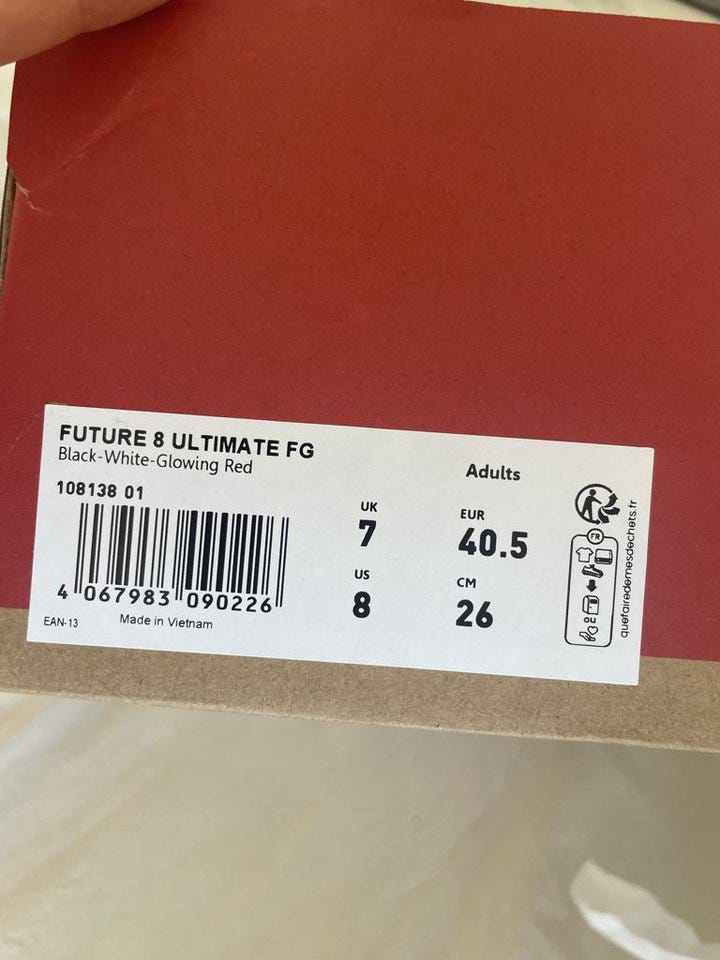 FUTURE 8 ULTIMATE FG
Black-White-Glowing Red
108138 01
4 067983 090226
EAN-13
Made in Vietnam
Adults
UK
7
EUR
40.5
US
8
CM
26
FR
ou
quefairedemesdechets.fr